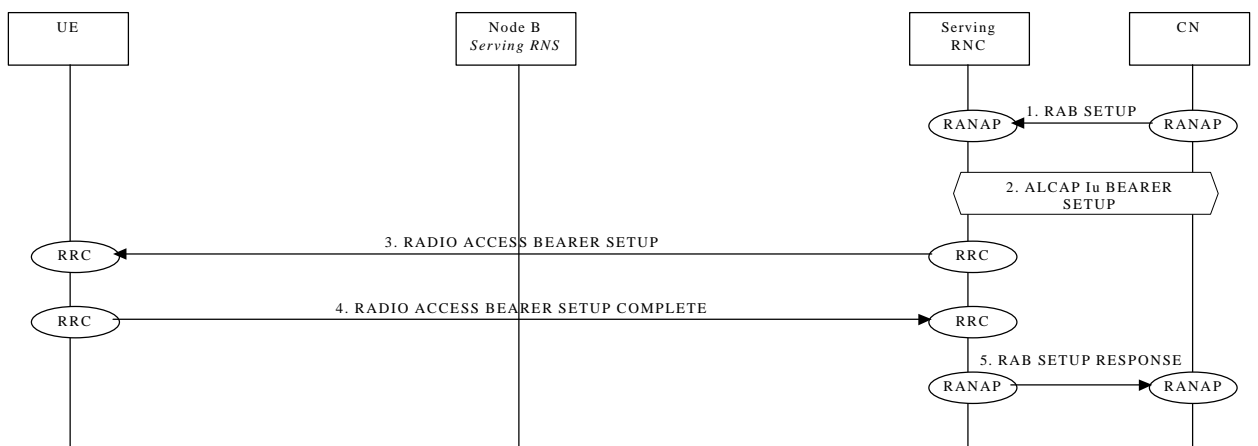 UE
Node B
Serving RNS
Serving
RNC
CN
1. RAB SETUP
RANAP
RANAP
2. ALCAP Iu BEARER
SETUP
3. RADIO ACCESS BEARER SETUP
RRC
RRC
4. RADIO ACCESS BEARER SETUP COMPLETE
RRC
RRC
5. RAB SETUP RESPONSE
RANAP
RANAP